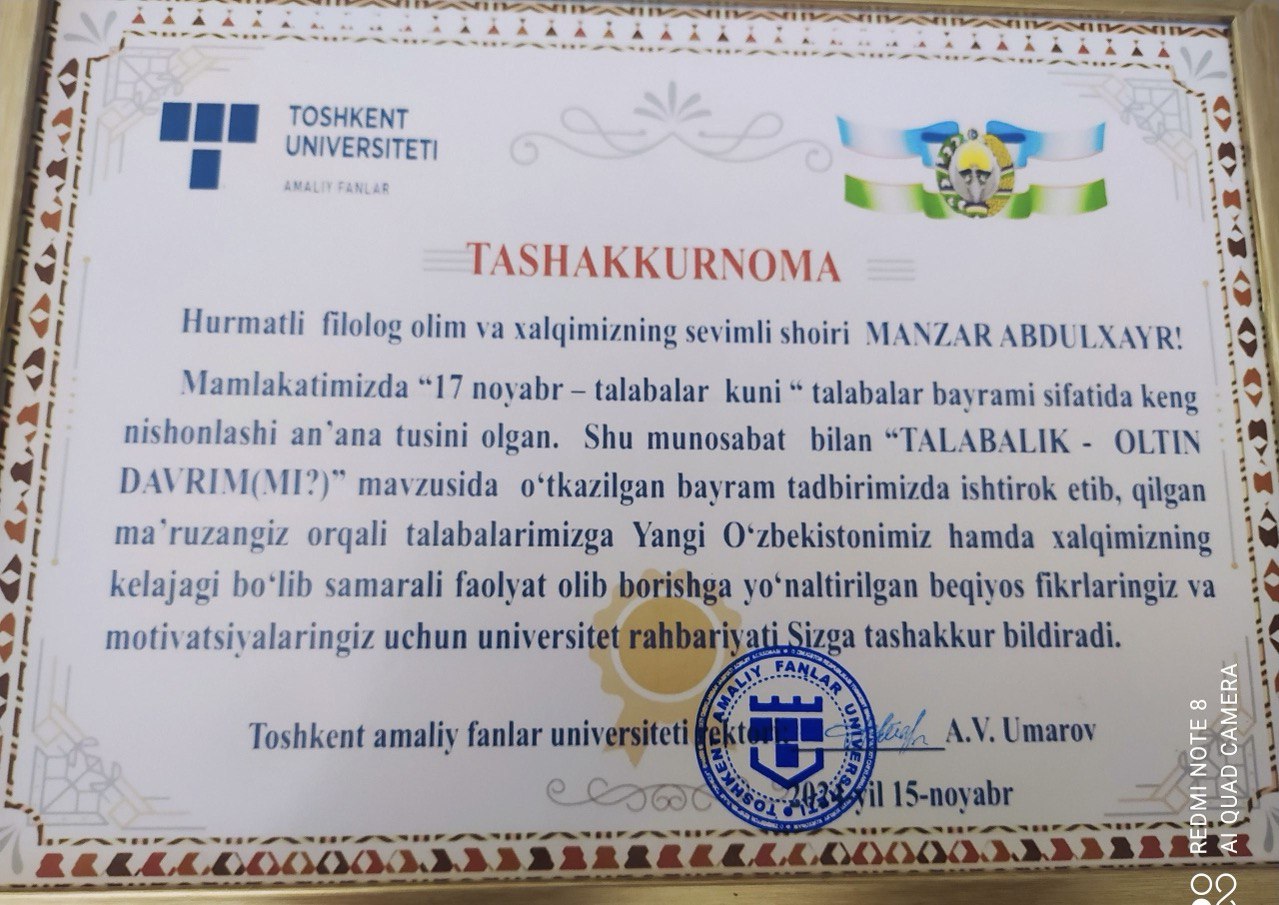 TOSHKENT
UNIVERSITETI
AMALIY FANLAR
TASHAKKURNOMA
Hurmatli filolog olim va xalqimizning sevimli shoiri MANZAR ABDULXAYR!
Mamlakatimizda “17 noyabr – talabalar kuni “ talabalar bayrami sifatida keng
nishonlashi an’ana tusini olgan. Shu munosabat bilan “TALABALIK - OLTIN
DAVRIM(MI?)” mavzusida o‘tkazilgan bayram tadbirimizda ishtirok etib, qilgan
ma’ruzangiz orqali talabalarimizga Yangi O‘zbekistonimiz hamda xalqimizning
kelajagi bo‘lib samarali faolyat olib borishga yo‘naltirilgan beqiyos fikrlaringiz va
motivatsiyalaringiz uchun universitet rahbariyati Sizga tashakkur bildiradi.
Toshkent amaliy fanlar universiteti rektori: A.V. Umarov
yil 15-noyabr
TOSHKENT AMALIY FANLAR UNIVERSITETI
REDMI NOTE 8
AI QUAD CAMERA